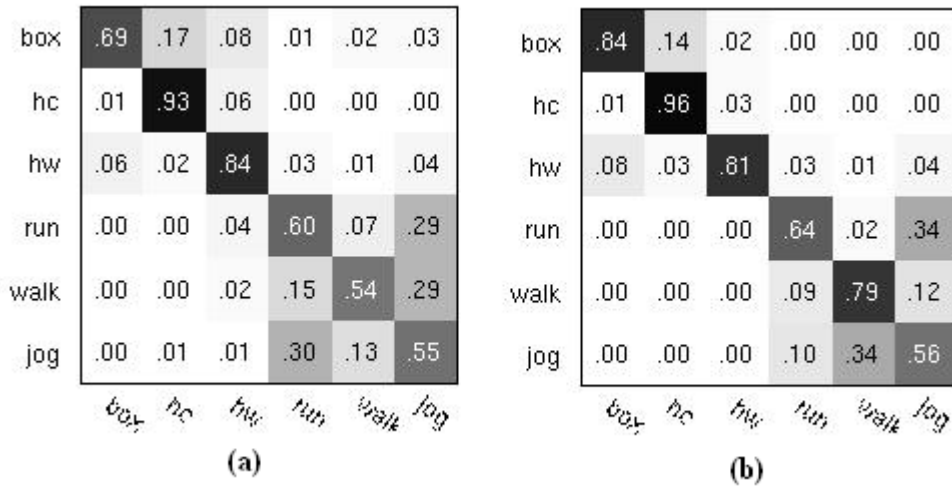 box .69 .17 .08 .01 .02 .03
hc .01 .93 .06 .00 .00 .00
hw .06 .02 .84 .03 .01 .04
run .00 .00 .04 .60 .07 .29
walk .00 .00 .02 .15 .54 .29
jog .00 .01 .01 .30 .13 .55
box hc hw run walk jog
(a)
box .84 .14 .02 .00 .00 .00
hc .01 .96 .03 .00 .00 .00
hw .08 .03 .81 .03 .01 .04
run .00 .00 .00 .64 .02 .34
walk .00 .00 .00 .09 .79 .12
jog .00 .00 .00 .10 .34 .56
box hc hw run walk jog
(b)